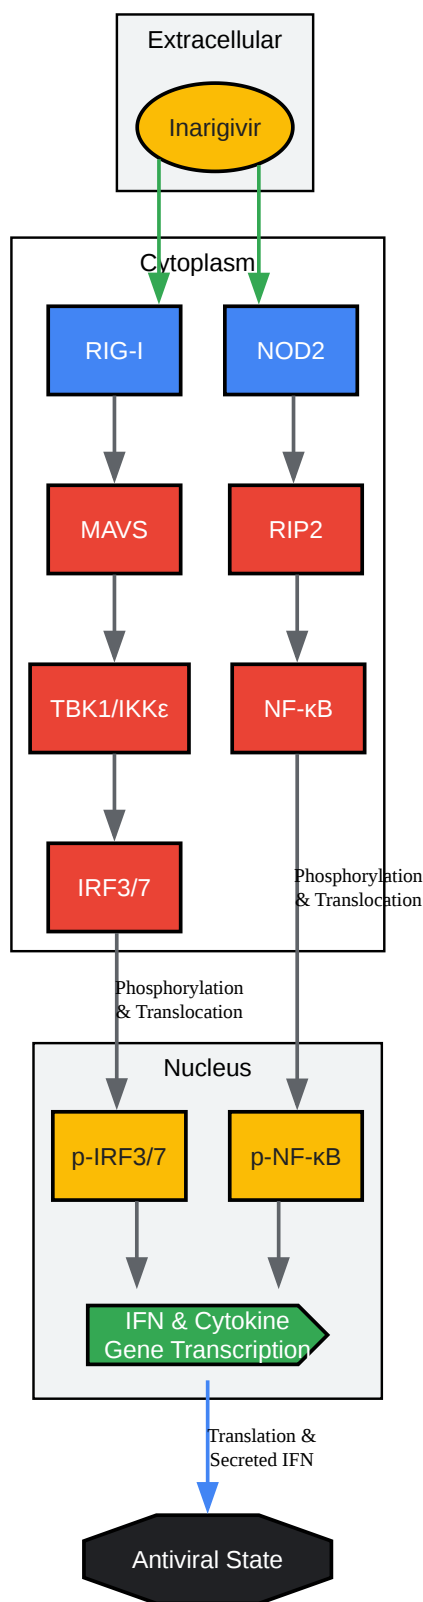 Extracellular
Inarigivir
Cytoplasm
RIG-I
NOD2
MAVS
RIP2
TBK1/IKKε
NF-κB
IRF3/7
Phosphorylation
& Translocation
Phosphorylation
& Translocation
Nucleus
p-IRF3/7
p-NF-κB
IFN & Cytokine
Gene Transcription
Translation &
Secreted IFN
Antiviral State